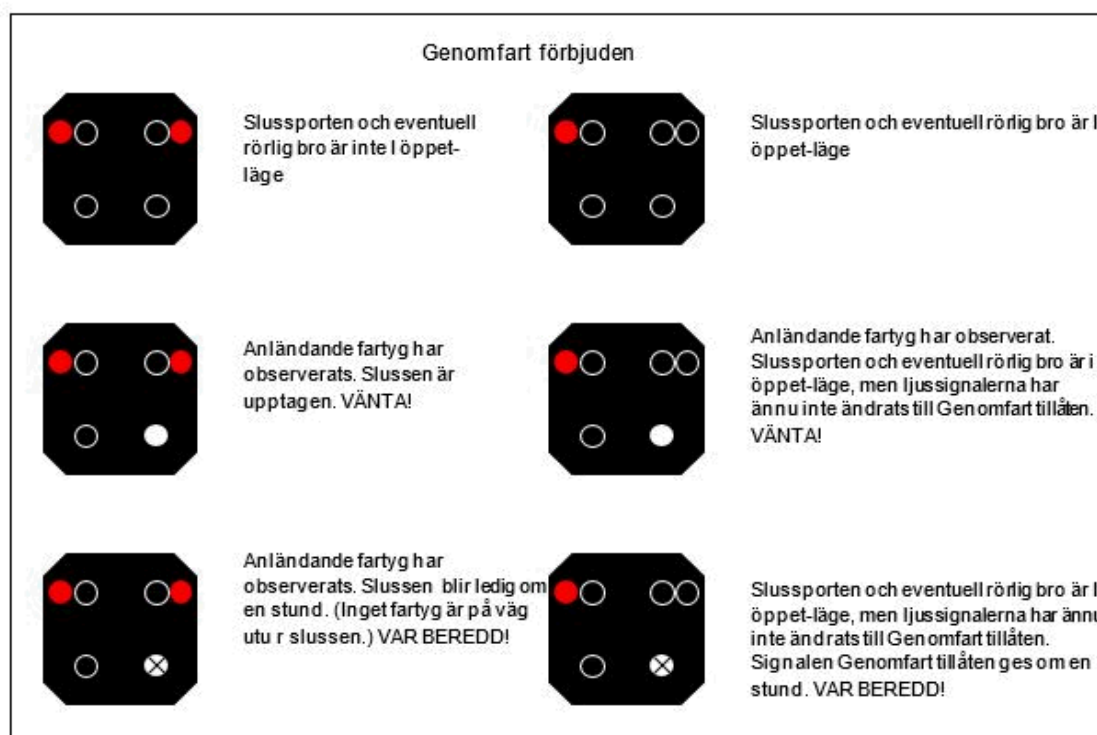 Genomfart förbjuden
Slussporten och eventuell
rörlig bro är inte I öppet-
läge
Slussporten och eventuell rörlig bro är I
öppet-läge
Anländande fartyg har
observerats. Slussen är
upptagen. VÄNTA!
Anländande fartyg har observerat.
Slussporten och eventuell rörlig bro är i
öppet-läge, men ljussignalerna har
ännu inte ändrats till Genomfart tillåten.
VÄNTA!
Anländande fartyg har
observerats. Slussen blir ledig om
en stund. (Inget fartyg är på väg
utu r slussen.) VAR BEREDD!
Slussporten och eventuell rörlig bro är I
öppet-läge, men ljussignalerna har ännu
inte ändrats till Genomfart tillåten.
Signalen Genomfart tillåten ges om en
stund. VAR BEREDD!